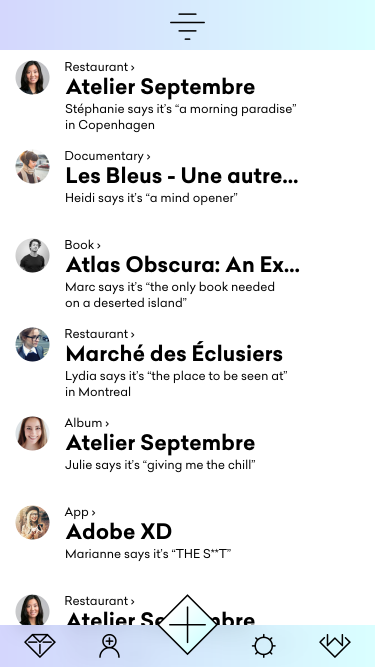 Restaurant ›
Atelier Septembre
Stéphanie says it’s “a morning paradise”
in Copenhagen
Documentary ›
Les Bleus - Une autre...
Heidi says it’s “a mind opener”
Book ›
Atlas Obscura: An Ex...
Marc says it’s “the only book needed
on a deserted island”
Restaurant ›
Marché des Éclusiers
Lydia says it’s “the place to be seen at”
in Montreal
Album ›
Atelier Septembre
Julie says it’s “giving me the chill”
App ›
Adobe XD
Marianne says it’s “THE S**T”
Restaurant ›
Atelier